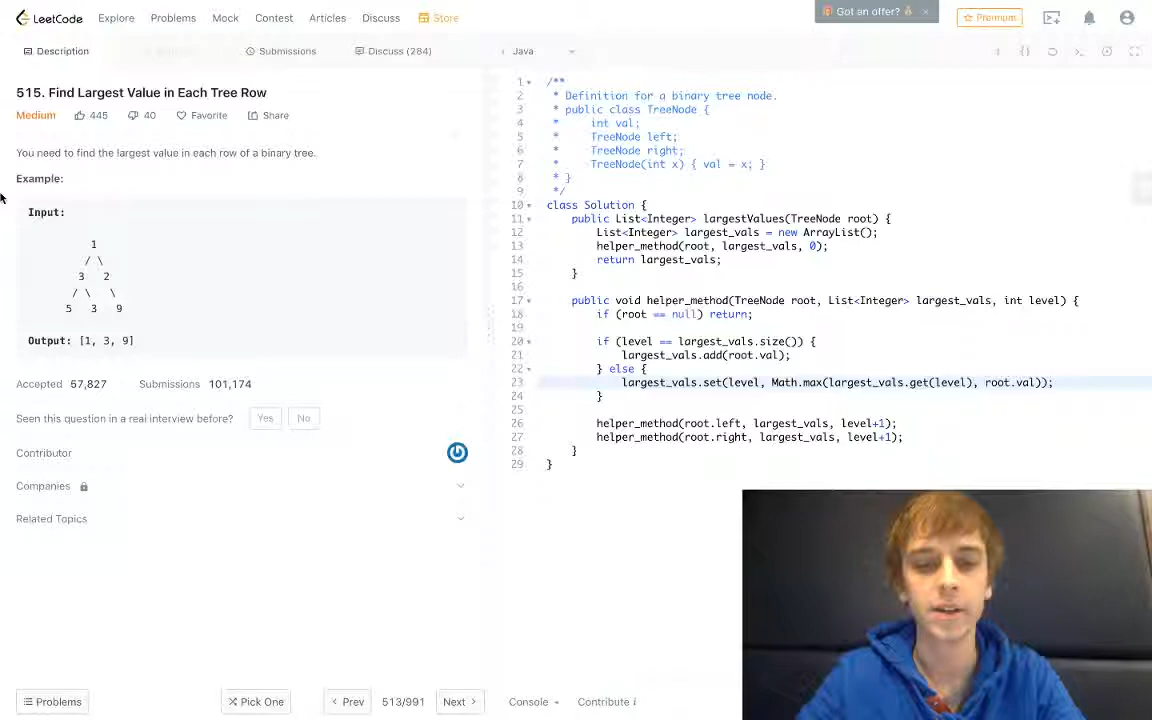 LeetCode Explore Problems Mock Contest Articles Discuss Store Got an offer? × Premium
Description Submissions Discuss (284) Java
515. Find Largest Value in Each Tree Row
Medium 445 40 Favorite Share
You need to find the largest value in each row of a binary tree.
Example:
Input:
1
/ \
3 2
/ \ \
5 3 9
Output: [1, 3, 9]
Accepted 57,827 Submissions 101,174
Seen this question in a real interview before? Yes No
Contributor
Companies
Related Topics
Problems Pick One < Prev 513/991 Next > Console Contribute i
1 /**
2 * Definition for a binary tree node.
3 * public class TreeNode {
4 * int val;
5 * TreeNode left;
6 * TreeNode right;
7 * TreeNode(int x) { val = x; }
8 * }
9 */
10 class Solution {
11 public List<Integer> largestValues(TreeNode root) {
12 List<Integer> largest_vals = new ArrayList();
13 helper_method(root, largest_vals, 0);
14 return largest_vals;
15 }
16
17 public void helper_method(TreeNode root, List<Integer> largest_vals, int level) {
18 if (root == null) return;
19
20 if (level == largest_vals.size()) {
21 largest_vals.add(root.val);
22 } else {
23 largest_vals.set(level, Math.max(largest_vals.get(level), root.val));
24 }
25
26 helper_method(root.left, largest_vals, level+1);
27 helper_method(root.right, largest_vals, level+1);
28 }
29 }